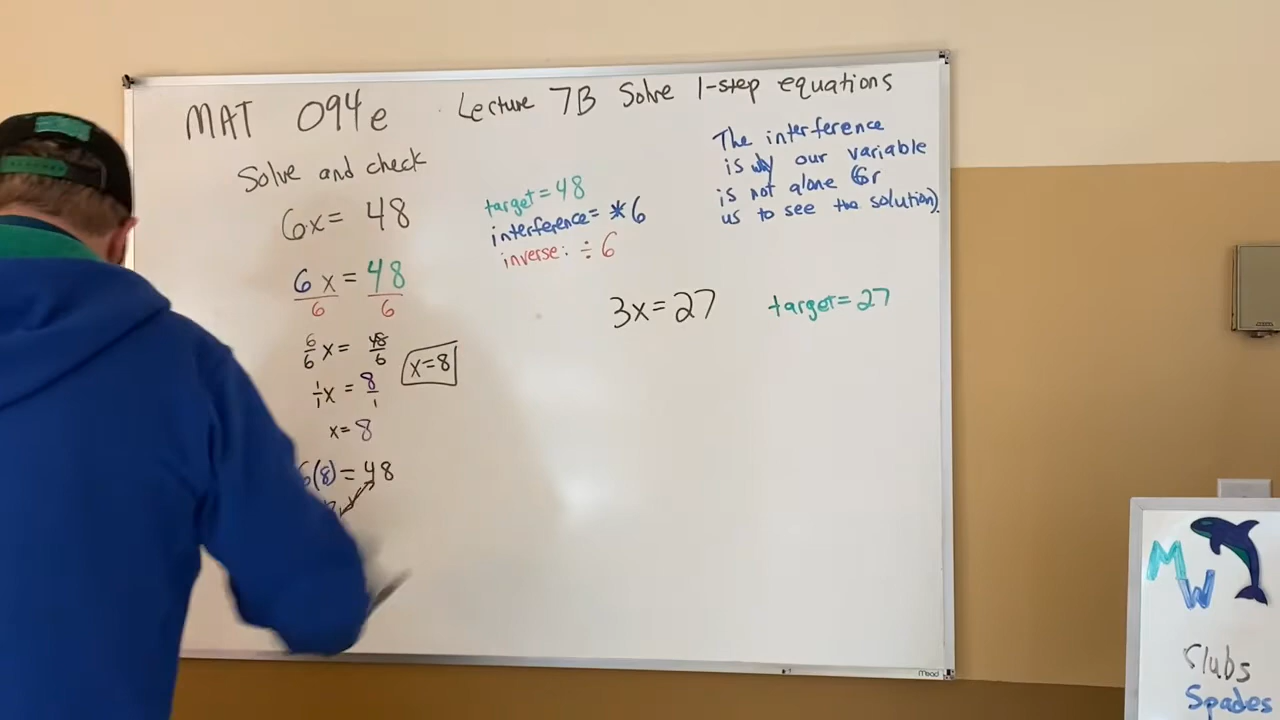 MAT 094e
Lecture 7B Solve 1-step equations
Solve and check
6x = 48
6x = 48
6 6
6/6 x = 48/6
1/1 x = 8/1
x = 8
6(8) = 48
x=8
target = 48
interference = *6
inverse: ÷ 6
The interference
is why our variable
is not alone (for
us to see the solution).
3x = 27
target = 27
Mead
MW
Clubs
Spades